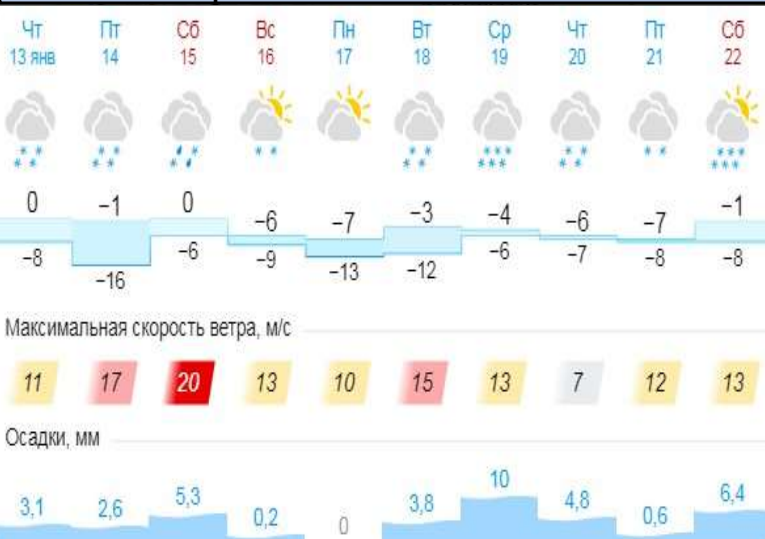 Чт Пт Сб Вс Пн Вт Ср Чт Пт Сб
13 янв 14 15 16 17 18 19 20 21 22
0 −1 0 −6 −7 −3 −4 −6 −7 −1
−8 −16 −6 −9 −13 −12 −6 −7 −8 −8
Максимальная скорость ветра, м/с
11 17 20 13 10 15 13 7 12 13
Осадки, мм
3,1 2,6 5,3 0,2 0 3,8 10 4,8 0,6 6,4